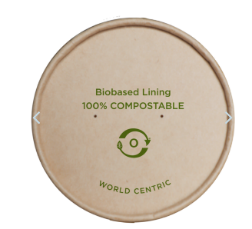 Biobased Lining
100% COMPOSTABLE
WORLD CENTRIC